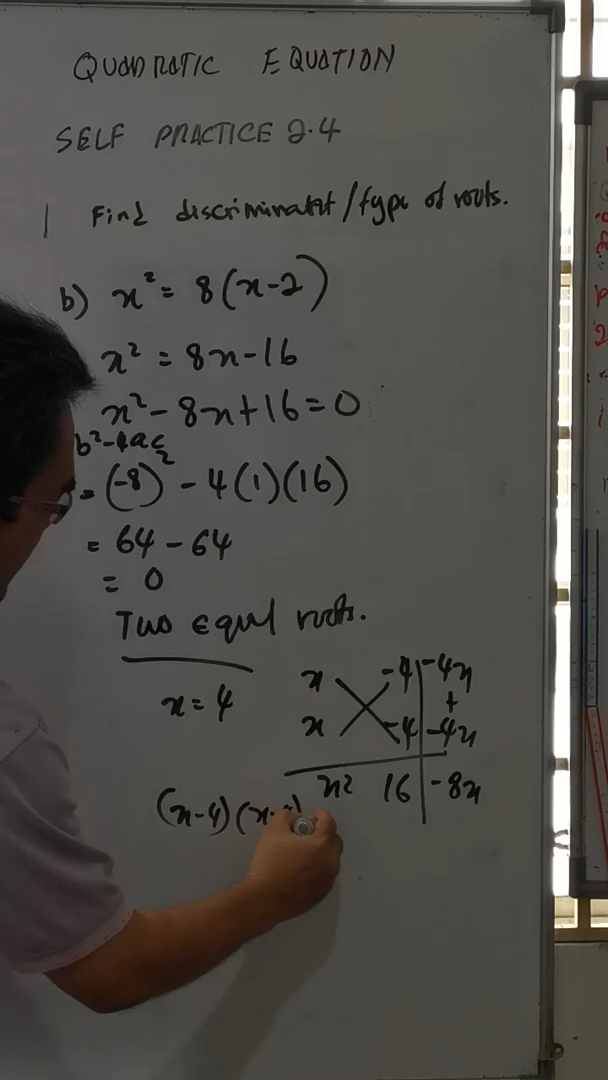 QUADRATIC EQUATION
SELF PRACTICE 2.4
1 Find discriminatet/type of roots.
b) x² = 8(x-2)
x² = 8x-16
x² - 8x + 16 = 0
b²-4ac
= (-8)² - 4(1)(16)
= 64 - 64
= 0
Two equl roots.
x = 4
x -4 -4x
+
x -4 -4x
x² 16 -8x
(x-4)(x-4)